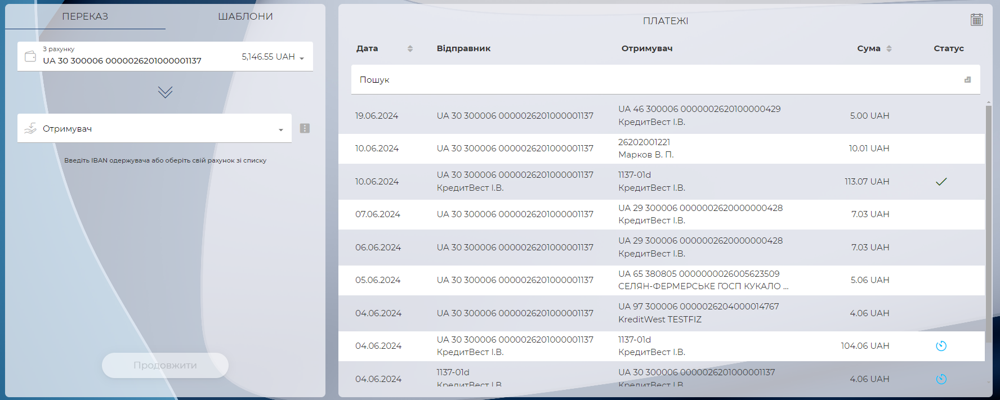 ПЕРЕКАЗ
ШАБЛОНИ
З рахунку
UA 30 300006 0000026201000001137
5,146.55 UAH
Отримувач
Введіть IBAN одержувача або оберіть свій рахунок зі списку
Продовжити
ПЛАТЕЖІ
Дата Відправник Отримувач Сума Статус
Пошук
19.06.2024 UA 30 300006 0000026201000001137 UA 46 300006 0000002620100000429 5.00 UAH
КредитВест І.В.
10.06.2024 UA 30 300006 0000026201000001137 26202001221 10.01 UAH
Марков В. П.
10.06.2024 UA 30 300006 0000026201000001137 1137-01d 113.07 UAH
КредитВест І.В. КредитВест І.В.
07.06.2024 UA 30 300006 0000026201000001137 UA 29 300006 0000002620000000428 7.03 UAH
КредитВест І.В.
06.06.2024 UA 30 300006 0000026201000001137 UA 29 300006 0000002620000000428 7.03 UAH
КредитВест І.В.
05.06.2024 UA 30 300006 0000026201000001137 UA 65 380805 0000000026005623509 5.06 UAH
СЕЛЯН-ФЕРМЕРСЬКЕ ГОСП КУКАЛО ...
04.06.2024 UA 30 300006 0000026201000001137 UA 97 300006 0000026204000014767 4.06 UAH
KreditWest TESTFIZ
04.06.2024 UA 30 300006 0000026201000001137 1137-01d 104.06 UAH
КредитВест І.В. КредитВест І.В.
04.06.2024 1137-01d UA 30 300006 0000026201000001137 4.06 UAH
КредитВест І.В. КредитВест І.В.